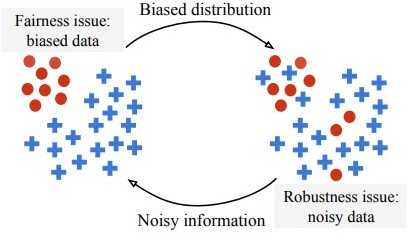 Biased distribution
Fairness issue:
biased data
Robustness issue:
noisy data
Noisy information